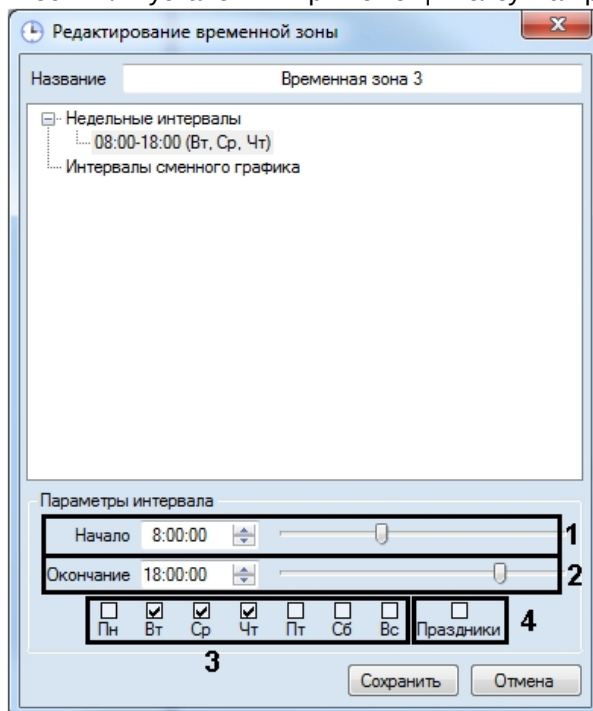 Редактирование временной зоны
Название Временная зона 3
Недельные интервалы
08:00-18:00 (Вт, Ср, Чт)
Интервалы сменного графика
Параметры интервала
Начало 8:00:00 1
Окончание 18:00:00 2
Пн Вт Ср Чт Пт Сб Вс Праздники 4
3
Сохранить Отмена